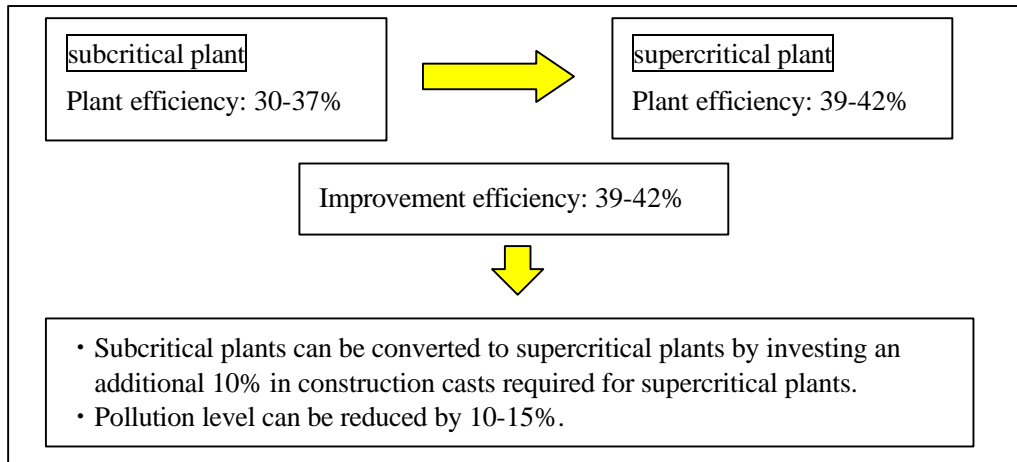 subcritical plant
Plant efficiency: 30-37%
supercritical plant
Plant efficiency: 39-42%
Improvement efficiency: 39-42%
・Subcritical plants can be converted to supercritical plants by investing an
additional 10% in construction casts required for supercritical plants.
・Pollution level can be reduced by 10-15%.